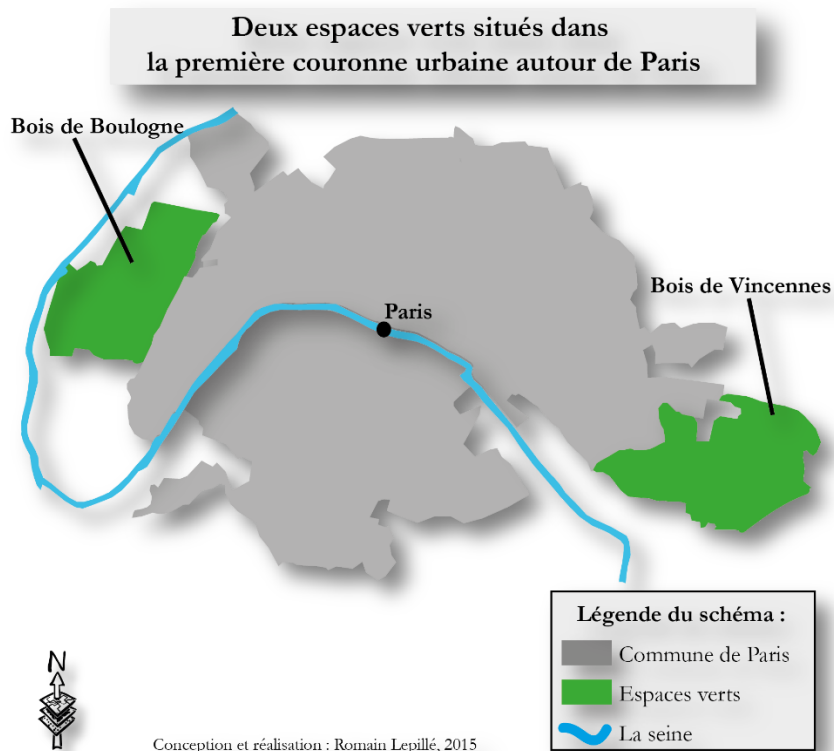 Deux espaces verts situés dans
la première couronne urbaine autour de Paris
Bois de Boulogne
Bois de Vincennes
Paris
Légende du schéma :
Commune de Paris
Espaces verts
La seine
N
Conception et réalisation : Romain Lepillé, 2015